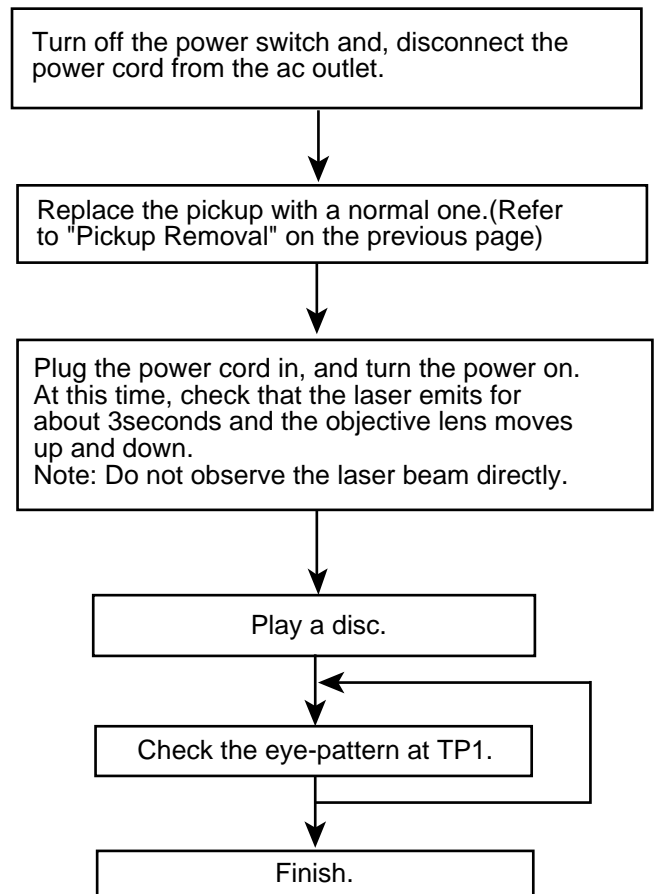 Turn off the power switch and, disconnect the
power cord from the ac outlet.
Replace the pickup with a normal one.(Refer
to "Pickup Removal" on the previous page)
Plug the power cord in, and turn the power on.
At this time, check that the laser emits for
about 3seconds and the objective lens moves
up and down.
Note: Do not observe the laser beam directly.
Play a disc.
Check the eye-pattern at TP1.
Finish.